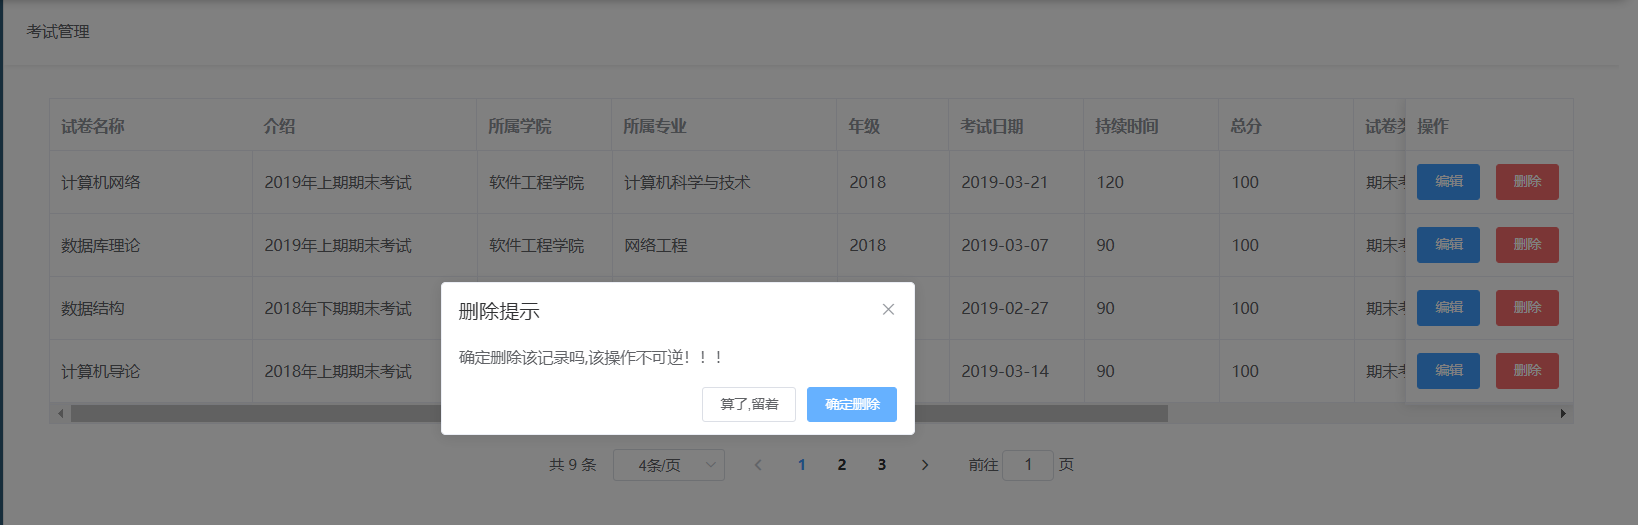 考试管理
试卷名称 介绍 所属学院 所属专业 年级 考试日期 持续时间 总分 试卷 操作
计算机网络 2019年上期期末考试 软件工程学院 计算机科学与技术 2018 2019-03-21 120 100 期末 编辑 删除
数据库理论 2019年上期期末考试 软件工程学院 网络工程 2018 2019-03-07 90 100 期末 编辑 删除
数据结构 2018年下期期末考试 2019-02-27 90 100 期末 编辑 删除
计算机导论 2018年上期期末考试 2019-03-14 90 100 期末 编辑 删除
删除提示
确定删除该记录吗,该操作不可逆！！！
算了,留着 确定删除
共 9 条 4条/页 1 2 3 前往 1 页